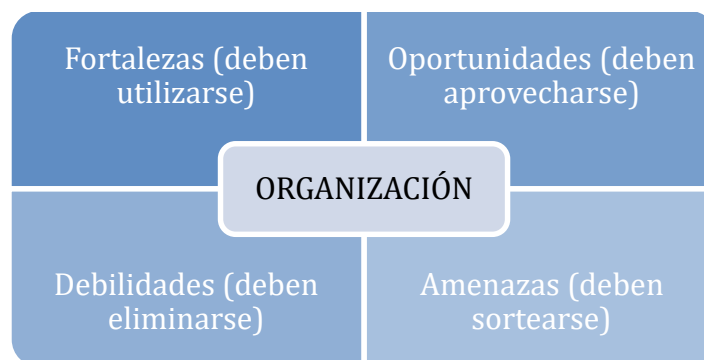 Fortalezas (deben
utilizarse)
Oportunidades (deben
aprovecharse)
ORGANIZACIÓN
Debilidades (deben
eliminarse)
Amenazas (deben
sortearse)